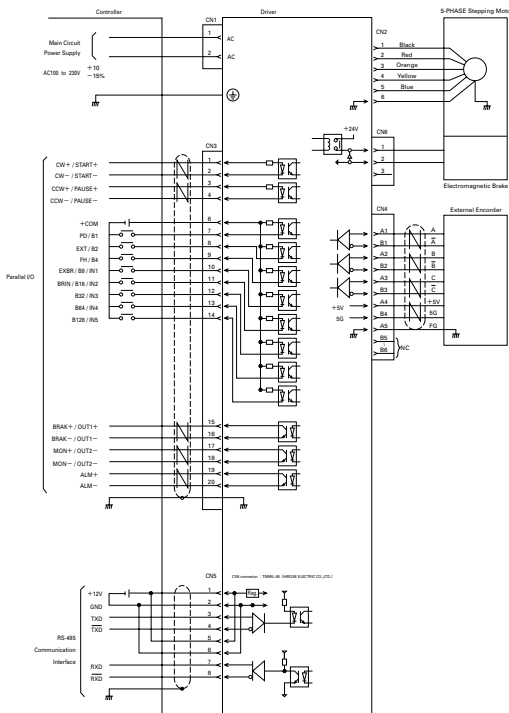 Controller
Driver
5-PHASE Stepping Moto
CN1
1
AC
2
AC
Main Circuit
Power Supply
AC100 to 230V
+10
−15%
CN2
1 Black
2 Red
3 Orange
4 Yellow
5 Blue
6
+24V
CN6
1
2
3
Electromagnetic Brake
CN3
CW+ / START+ 1
CW− / START− 2
CCW+ / PAUSE+ 3
CCW− / PAUSE− 4
+COM 6
PD / B1 7
EXT / B2 8
FH / B4 9
EXBR / B8 / IN1 10
BRIN / B16 / IN2 11
B32 / IN3 12
B64 / IN4 13
B128 / IN5 14
Parallel I/O
BRAK+ / OUT1+ 15
BRAK− / OUT1− 16
MON+ / OUT2− 17
MON− / OUT2− 18
ALM+ 19
ALM− 20
CN4
External Encorder
A1 A
B1 A̅
A2 B
B2 B̅
A3 C
B3 C̅
+5V A4 +5V
5G B4 5G
A5 FG
B5
B6
NC
CN5
CN5 connector : TM5RL-88 (HIROSE ELECTRIC CO.,LTD.)
+12V 1 Reg.
GND 2
TXD 3
T̅X̅D̅ 4
5
6
RXD 7
R̅X̅D̅ 8
RS-485
Communication
Interface